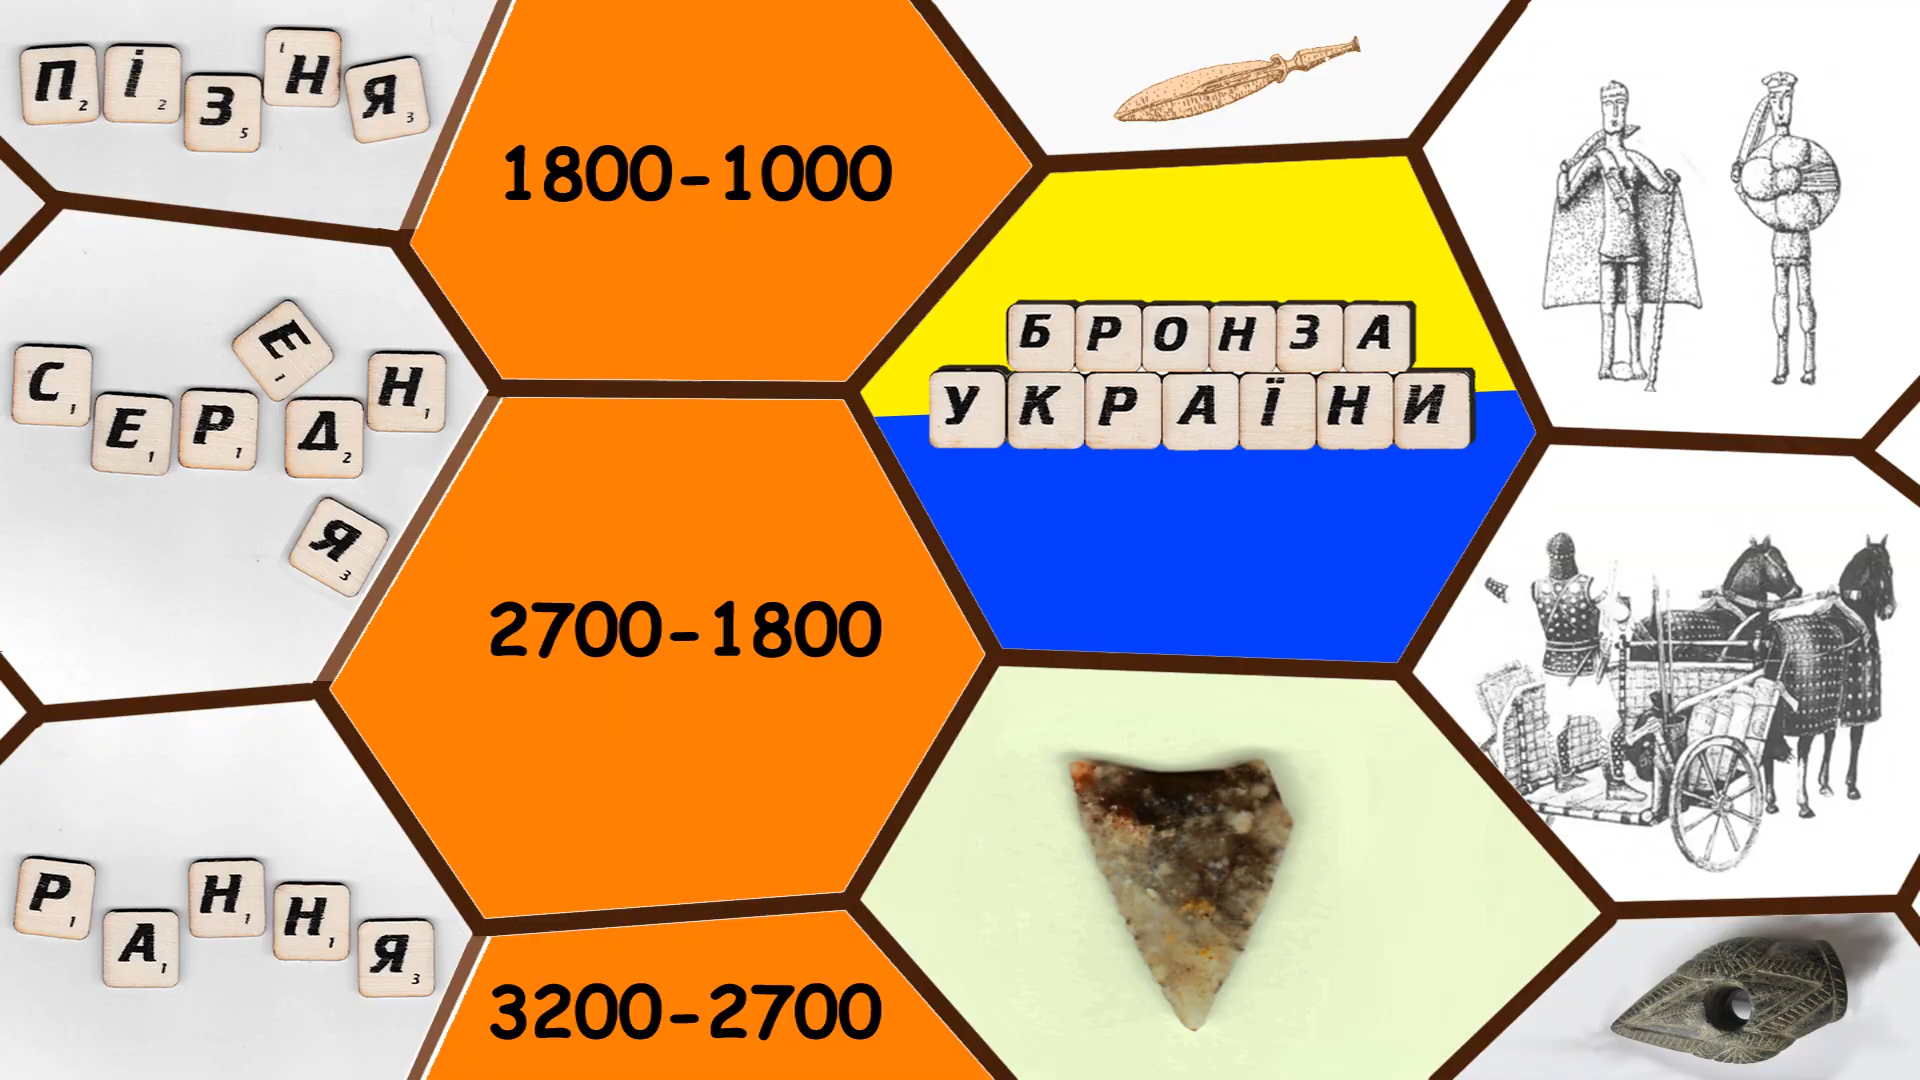 ПІЗНЯ
1800-1000
БРОНЗА
УКРАЇНИ
СЕРЕДНЯ
2700-1800
РАННЯ
3200-2700